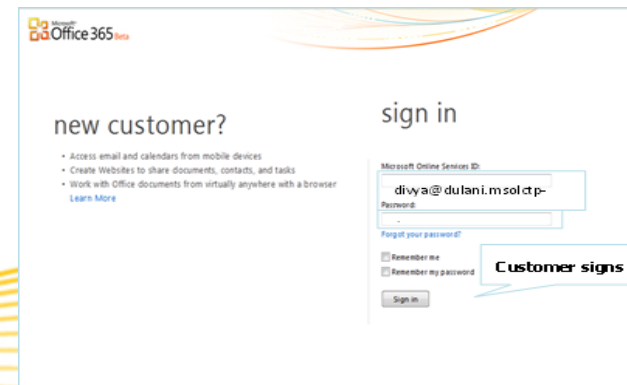 Microsoft®
Office 365 Beta
new customer?
• Access email and calendars from mobile devices
• Create Websites to share documents, contacts, and tasks
• Work with Office documents from virtually anywhere with a browser
Learn More
sign in
Microsoft Online Services ID:
divya@dulani.msolctp-
Password:
.
Forgot your password?
Remember me
Remember my password
Customer signs
Sign in